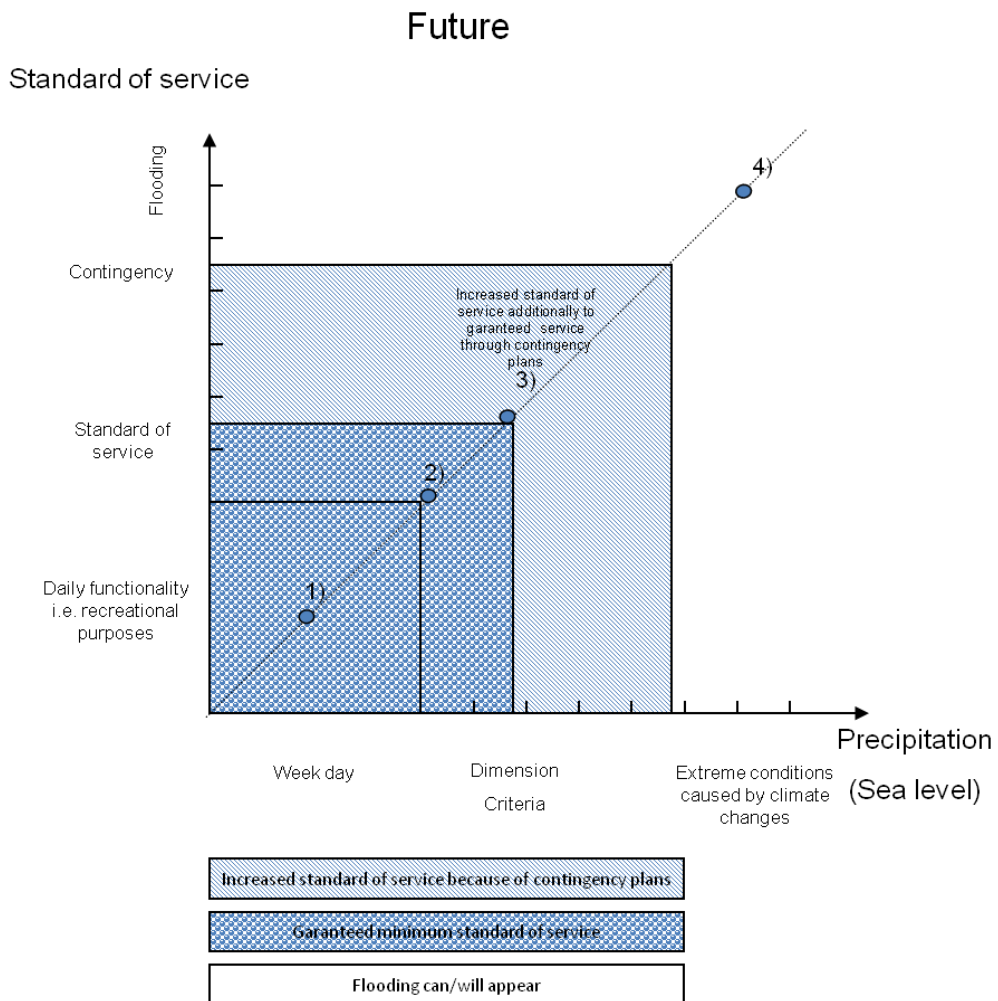 Future
Standard of service
Flooding
4)
Contingency
Increased standard of
service additionally to
garanteed service
through contingency
plans
3)
Standard of
service
2)
Daily functionality
i.e. recreational
purposes
1)
Precipitation
(Sea level)
Week day
Dimension
Criteria
Extreme conditions
caused by climate
changes
Increased standard of service because of contingency plans
Garanteed minimum standard of service
Flooding can/will appear